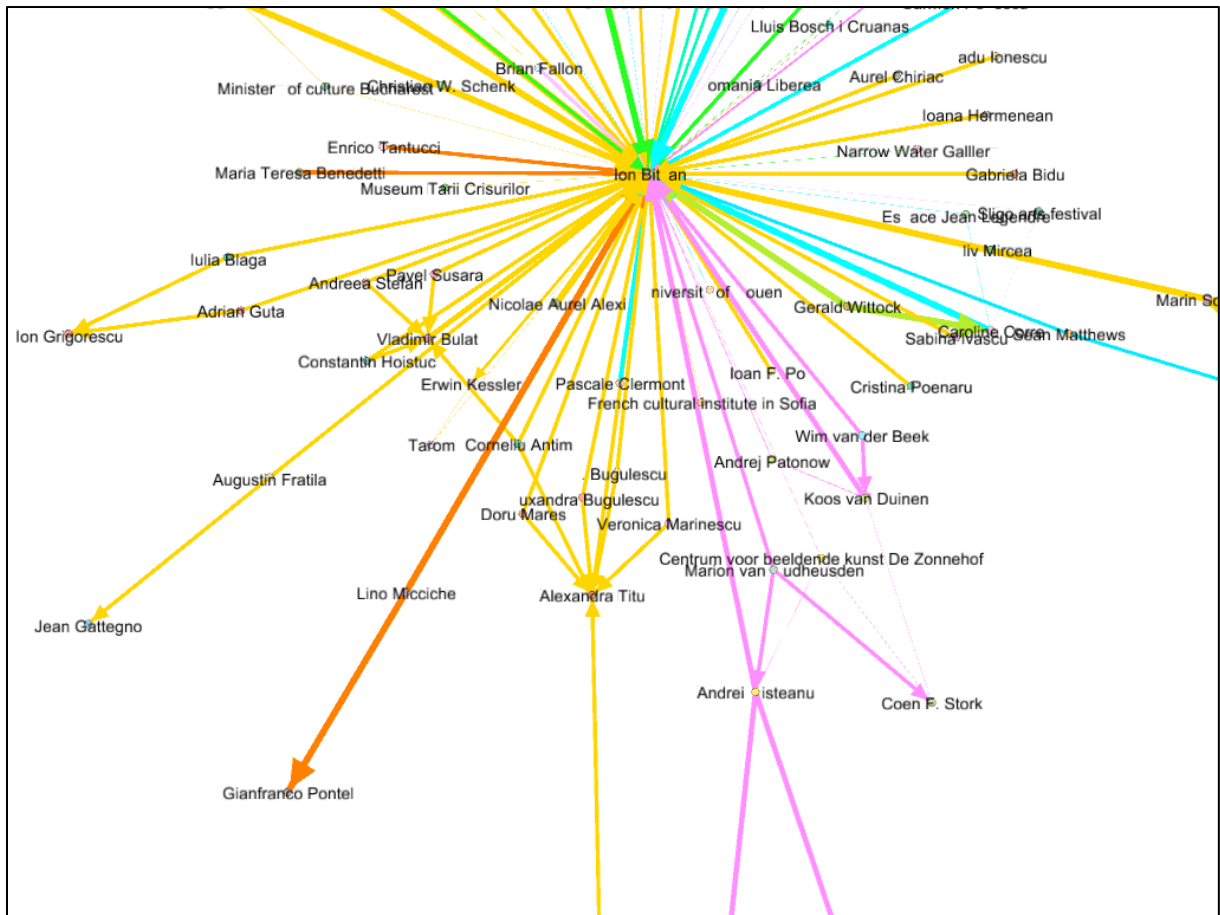 Lluis Bosch i Cruanas
adu Ionescu
Brian Fallon
Aurel Chiriac
Minister of culture Bucharest
Christian W. Schenk
omania Liberea
Ioana Hermenean
Enrico Tantucci
Narrow Water Galller
Maria Teresa Benedetti
Ion Bit an
Gabriela Bidu
Museum Tarii Crisurilor
Es ace Jean Legendre
Sligo arts festival
Iulia Blaga
liv Mircea
Pavel Susara
Andreea Stefan
niversit of ouen
Marin
Nicolae Aurel Alexi
Gerald Wittock
Adrian Guta
Ion Grigorescu
Vladimir Bulat
Caroline Corre
Sabina Ivascu
Sean Matthews
Constantin Hoistuc
Ioan F. Po
Erwin Kessler
Pascale Clermont
Cristina Poenaru
French cultural institute in Sofia
Wim van der Beek
Tarom
Corneliu Antim
Andrej Patonow
Augustin Fratila
. Bugulescu
uxandra Bugulescu
Koos van Duinen
Doru Mares
Veronica Marinescu
Centrum voor beeldende kunst De Zonnehof
Marion van udheusden
Lino Micciche
Alexandra Titu
Jean Gattegno
Andrei isteanu
Coen F. Stork
Gianfranco Pontel